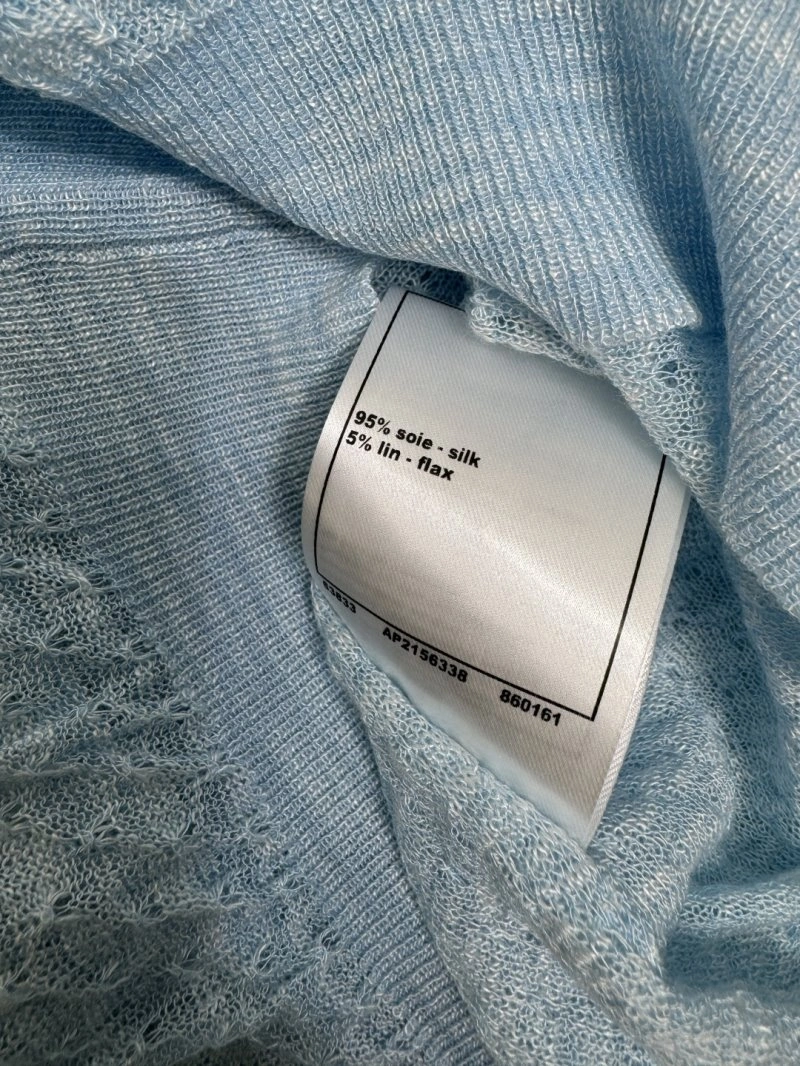 95% soie - silk
5% lin - flax
AP2156338 860161